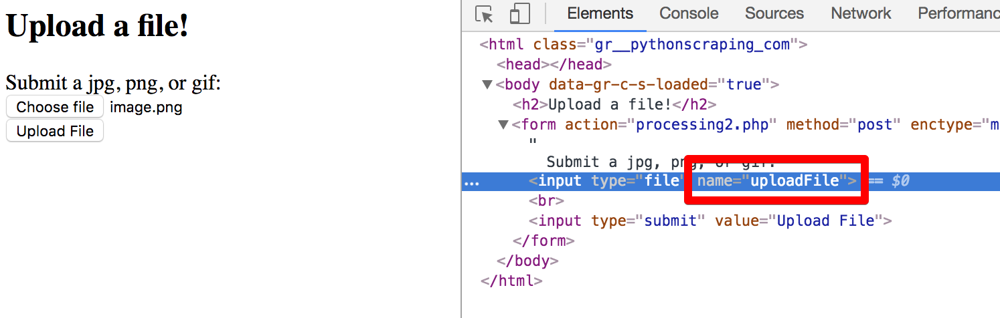 Upload a file!
Submit a jpg, png, or gif:
Choose file image.png
Upload File
Elements Console Sources Network Performanc
<html class="gr__pythonscraping_com">
<head></head>
▼<body data-gr-c-s-loaded="true">
<h2>Upload a file!</h2>
▼<form action="processing2.php" method="post" enctype="m
"
Submit a jpg, png, or gif:
... <input type="file" name="uploadFile"> == $0
<br>
<input type="submit" value="Upload File">
</form>
</body>
</html>